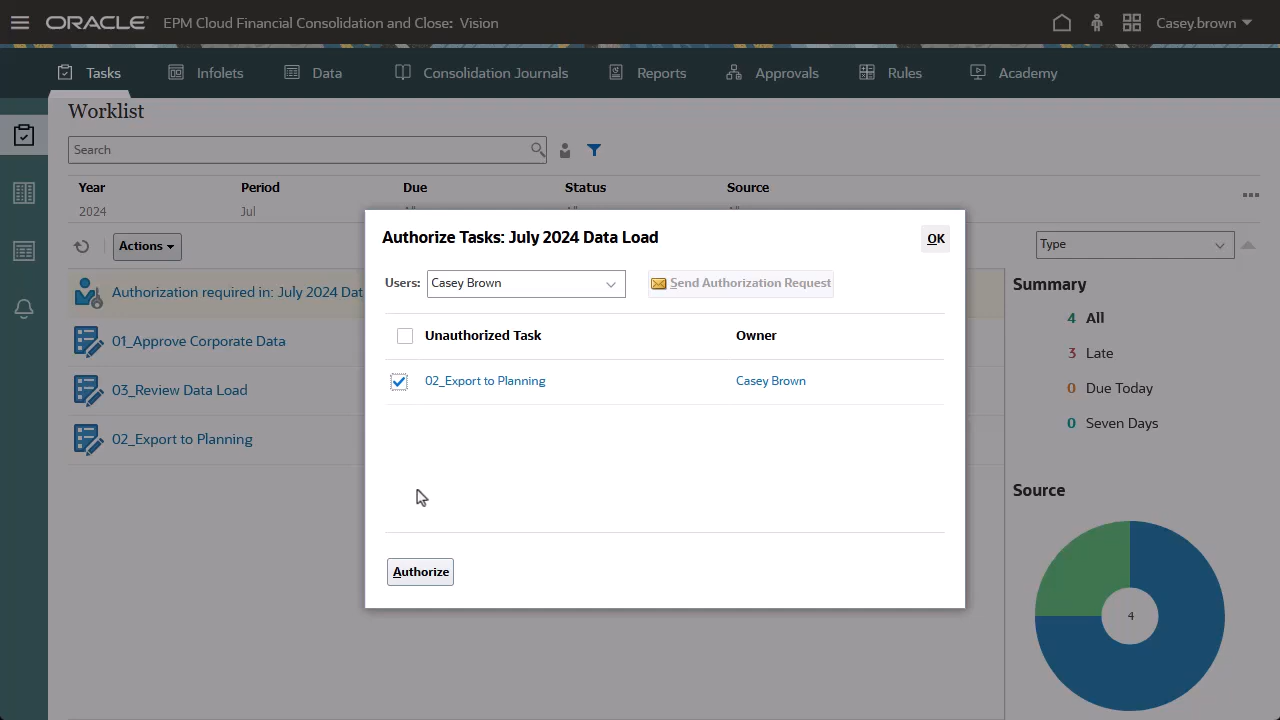 ORACLE® EPM Cloud Financial Consolidation and Close: Vision Casey.brown
Tasks Infolets Data Consolidation Journals Reports Approvals Rules Academy
Worklist
Search
Year Period Due Status Source
2024 Jul
Actions
Type
Authorization required in: July 2024 Dat
01_Approve Corporate Data
03_Review Data Load
02_Export to Planning
Authorize Tasks: July 2024 Data Load OK
Users: Casey Brown Send Authorization Request
Unauthorized Task Owner
02_Export to Planning Casey Brown
Authorize
Summary
4 All
3 Late
0 Due Today
0 Seven Days
Source
4